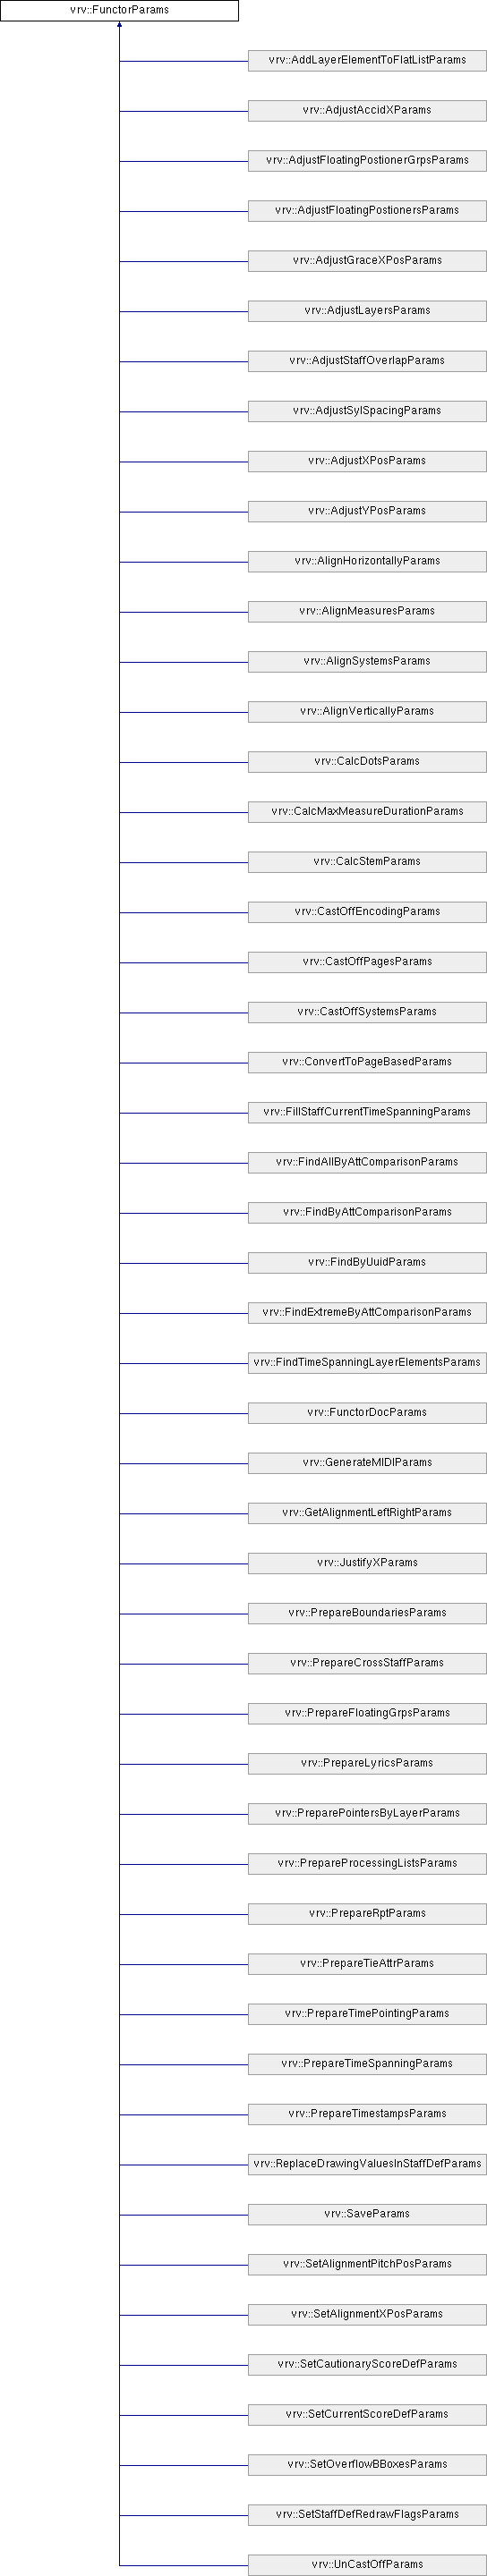 vrv::FunctorParams
vrv::AddLayerElementToFlatListParams
vrv::AdjustAccidXParams
vrv::AdjustFloatingPostionerGrpsParams
vrv::AdjustFloatingPostionersParams
vrv::AdjustGraceXPosParams
vrv::AdjustLayersParams
vrv::AdjustStaffOverlapParams
vrv::AdjustSylSpacingParams
vrv::AdjustXPosParams
vrv::AdjustYPosParams
vrv::AlignHorizontallyParams
vrv::AlignMeasuresParams
vrv::AlignSystemsParams
vrv::AlignVerticallyParams
vrv::CalcDotsParams
vrv::CalcMaxMeasureDurationParams
vrv::CalcStemParams
vrv::CastOffEncodingParams
vrv::CastOffPagesParams
vrv::CastOffSystemsParams
vrv::ConvertToPageBasedParams
vrv::FillStaffCurrentTimeSpanningParams
vrv::FindAllByAttComparisonParams
vrv::FindByAttComparisonParams
vrv::FindByUuidParams
vrv::FindExtremeByAttComparisonParams
vrv::FindTimeSpanningLayerElementsParams
vrv::FunctorDocParams
vrv::GenerateMIDIParams
vrv::GetAlignmentLeftRightParams
vrv::JustifyXParams
vrv::PrepareBoundariesParams
vrv::PrepareCrossStaffParams
vrv::PrepareFloatingGrpsParams
vrv::PrepareLyricsParams
vrv::PreparePointersByLayerParams
vrv::PrepareProcessingListsParams
vrv::PrepareRptParams
vrv::PrepareTieAttrParams
vrv::PrepareTimePointingParams
vrv::PrepareTimeSpanningParams
vrv::PrepareTimestampsParams
vrv::ReplaceDrawingValuesInStaffDefParams
vrv::SaveParams
vrv::SetAlignmentPitchPosParams
vrv::SetAlignmentXPosParams
vrv::SetCautionaryScoreDefParams
vrv::SetCurrentScoreDefParams
vrv::SetOverflowBBoxesParams
vrv::SetStaffDefRedrawFlagsParams
vrv::UnCastOffParams